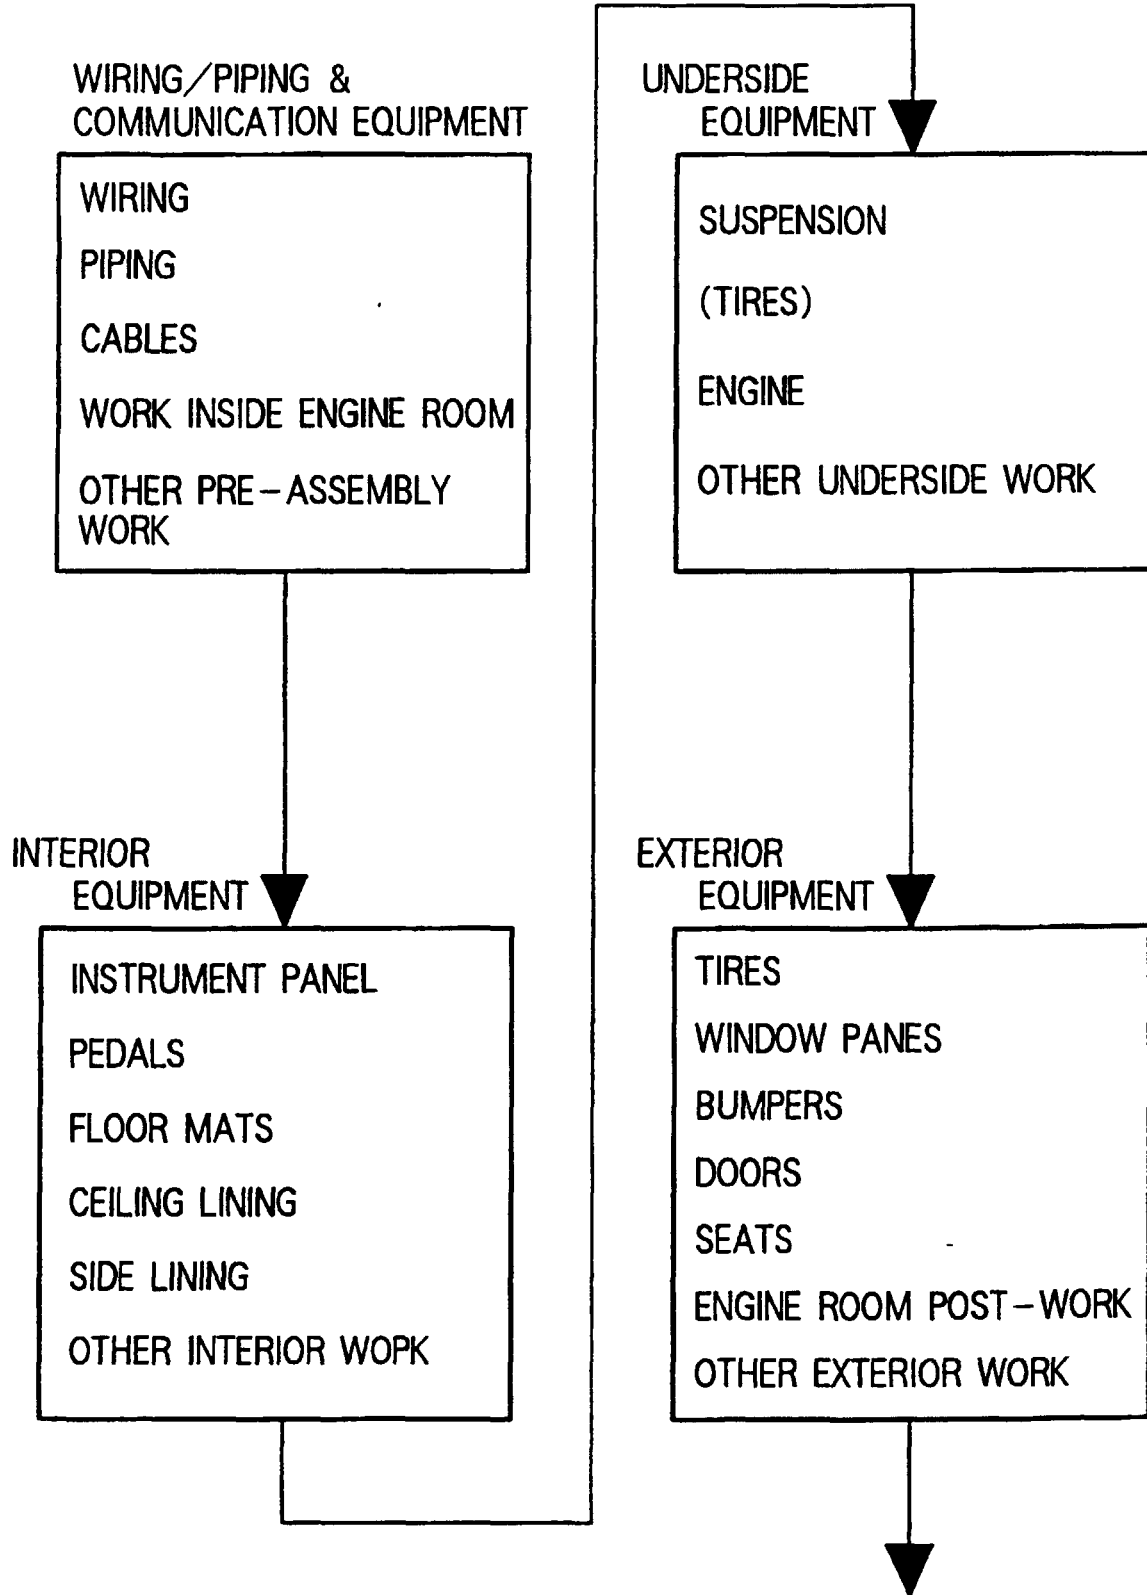 WIRING/PIPING &
COMMUNICATION EQUIPMENT
WIRING
PIPING
CABLES
WORK INSIDE ENGINE ROOM
OTHER PRE-ASSEMBLY
WORK
INTERIOR
EQUIPMENT
INSTRUMENT PANEL
PEDALS
FLOOR MATS
CEILING LINING
SIDE LINING
OTHER INTERIOR WOPK
UNDERSIDE
EQUIPMENT
SUSPENSION
(TIRES)
ENGINE
OTHER UNDERSIDE WORK
EXTERIOR
EQUIPMENT
TIRES
WINDOW PANES
BUMPERS
DOORS
SEATS
ENGINE ROOM POST-WORK
OTHER EXTERIOR WORK